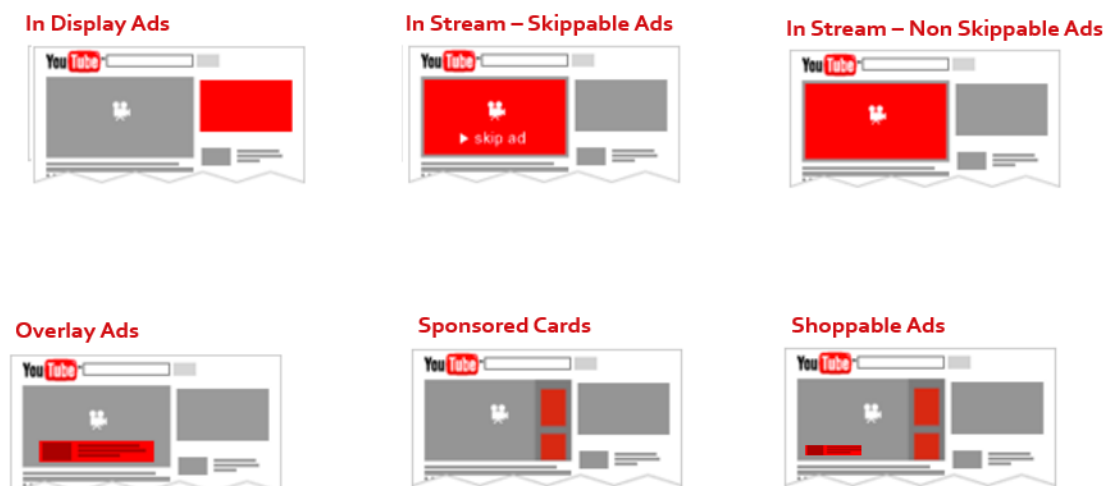 In Display Ads
In Stream – Skippable Ads
In Stream – Non Skippable Ads
YouTube
YouTube
skip ad
YouTube
Overlay Ads
Sponsored Cards
Shoppable Ads
YouTube
YouTube
YouTube